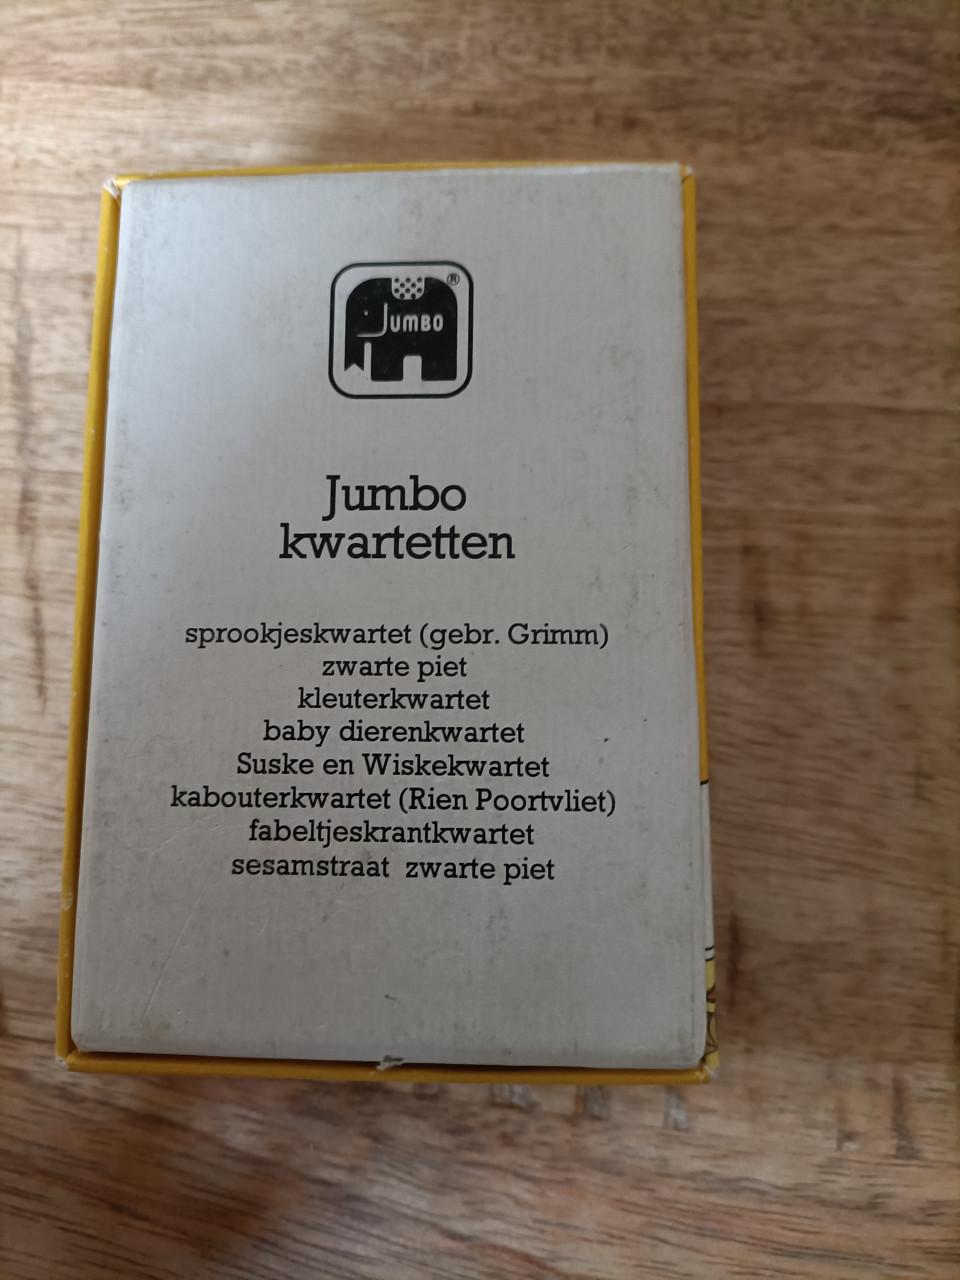 JUMBO ®
Jumbo
kwartetten
sprookjeskwartet (gebr. Grimm)
zwarte piet
kleuterkwartet
baby dierenkwartet
Suske en Wiskekwartet
kabouterkwartet (Rien Poortvliet)
fabeltjeskrantkwartet
sesamstraat zwarte piet